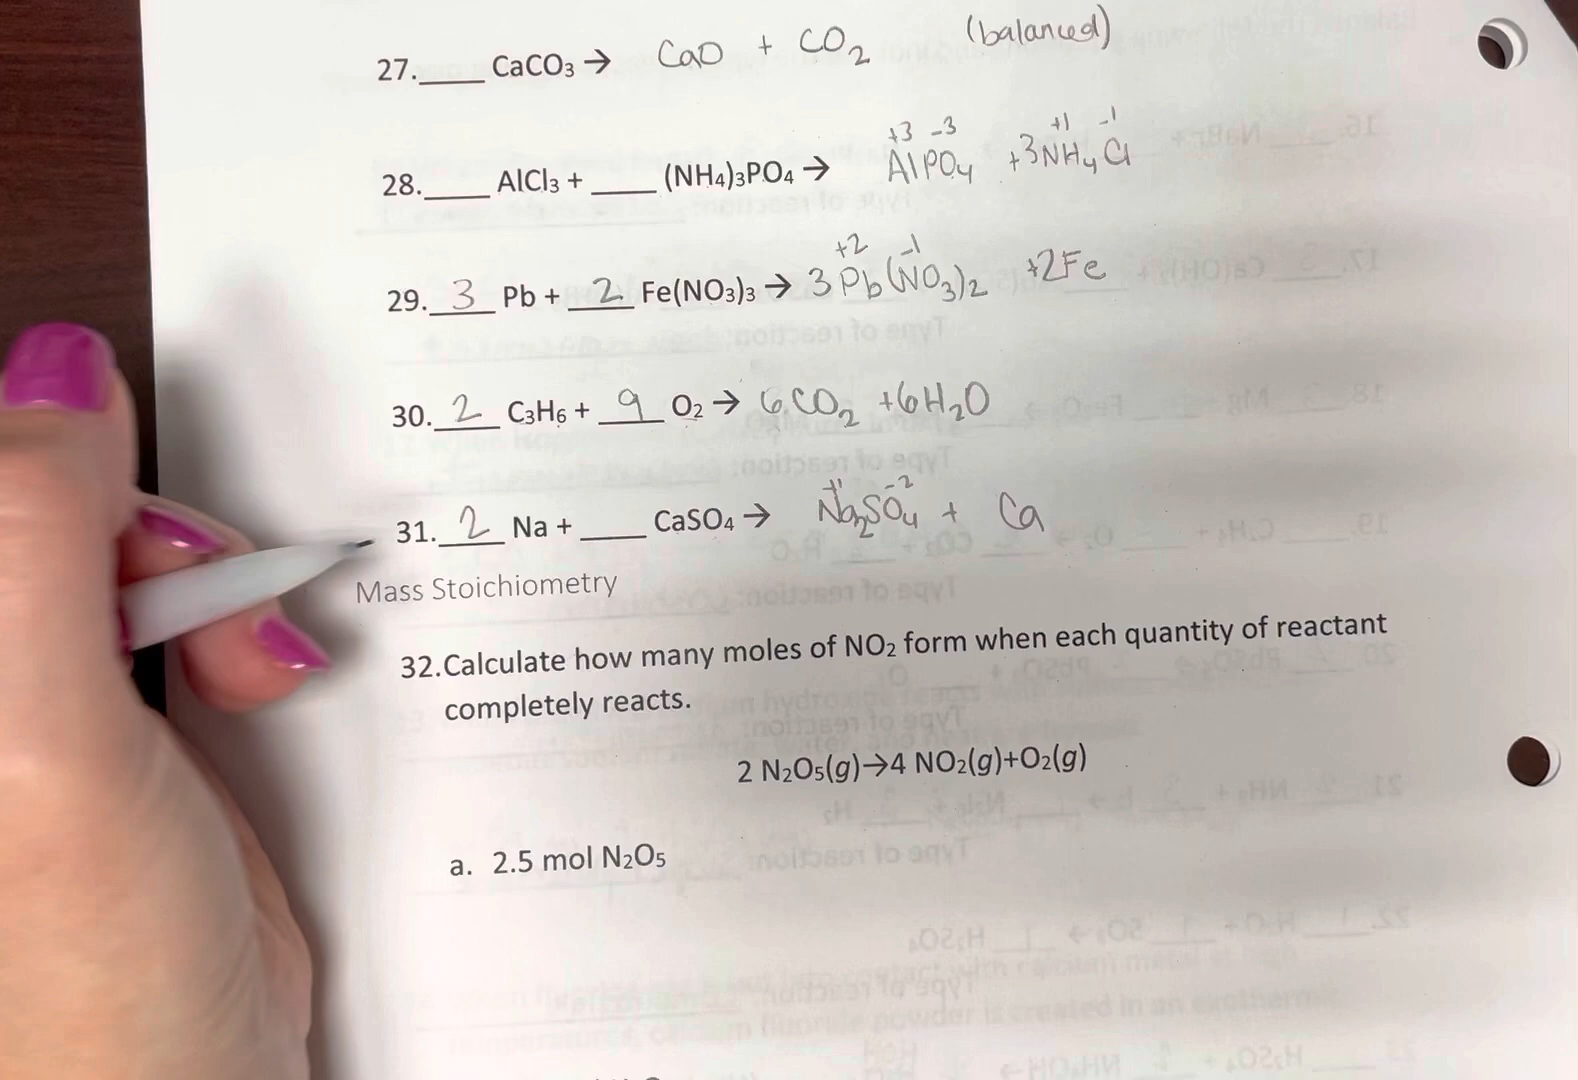 27.____ CaCO3 → CaO + CO2 (balanced)
+3 -3 +1 -1
28.____ AlCl3 + ____ (NH4)3PO4 → AlPO4 +3NH4Cl
+2 -1
29. 3 Pb + 2 Fe(NO3)3 → 3Pb(NO3)2 +2Fe
30. 2 C3H6 + 9 O2 → 6CO2 +6H2O
+1 -2
31. 2 Na + ____ CaSO4 → Na2SO4 + Ca
Mass Stoichiometry
32.Calculate how many moles of NO2 form when each quantity of reactant
completely reacts.
2 N2O5(g)→4 NO2(g)+O2(g)
a. 2.5 mol N2O5